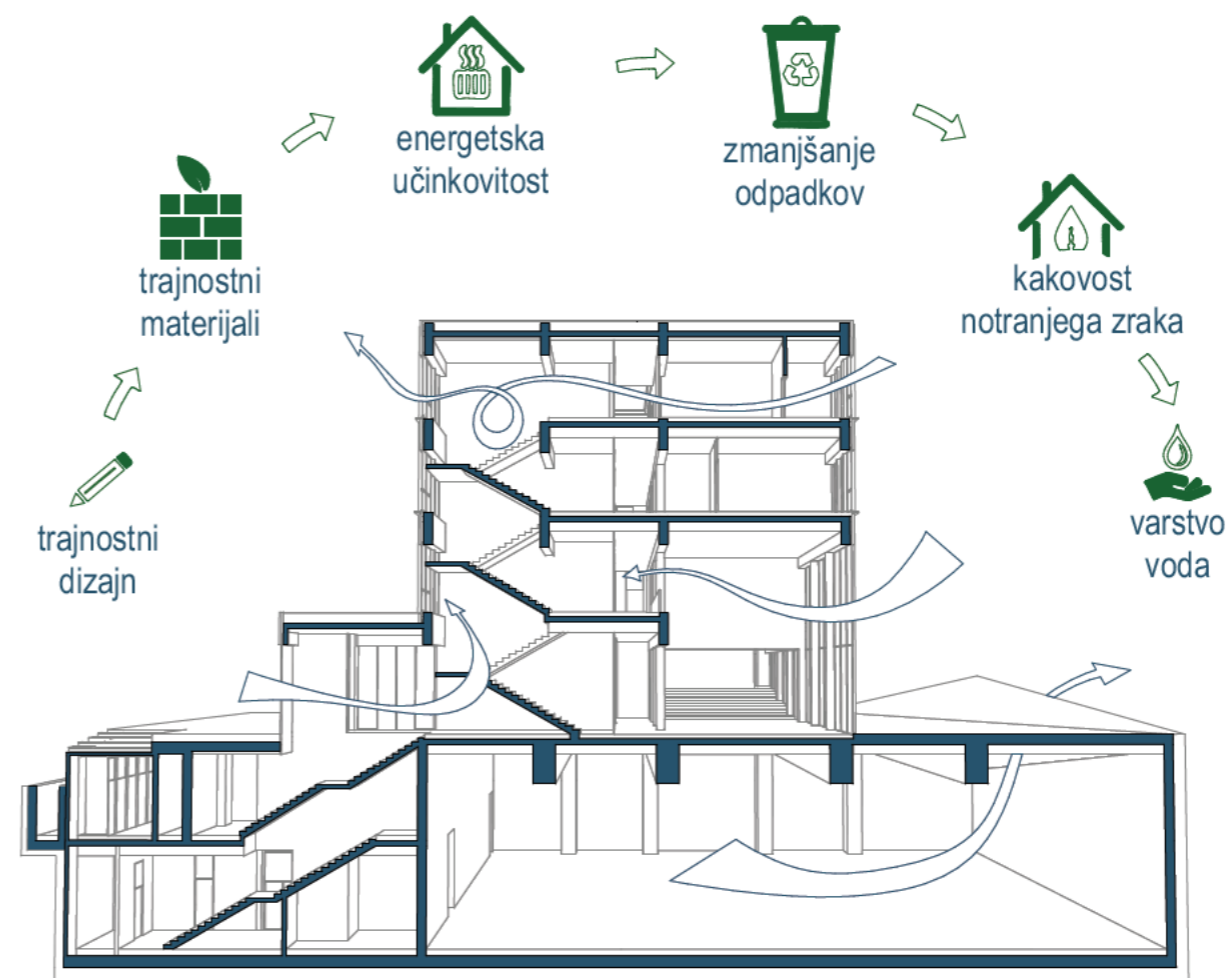 trajnostni
dizajn
trajnostni
materijali
energetska
učinkovitost
zmanjšanje
odpadkov
kakovost
notranjega zraka
varstvo
voda